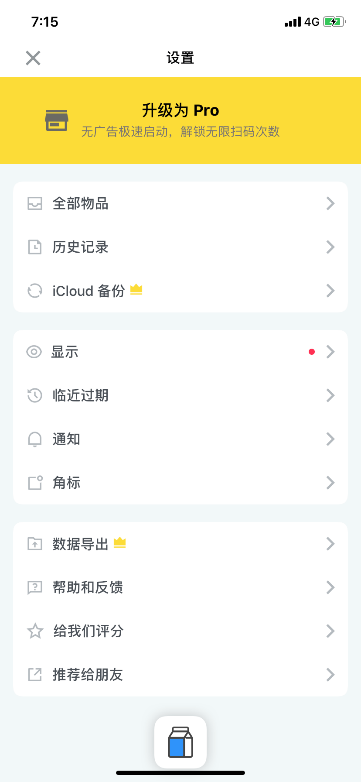 7:15
4G
设置
升级为 Pro
无广告极速启动，解锁无限扫码次数
全部物品
历史记录
iCloud 备份
显示
临近过期
通知
角标
数据导出
帮助和反馈
给我们评分
推荐给朋友